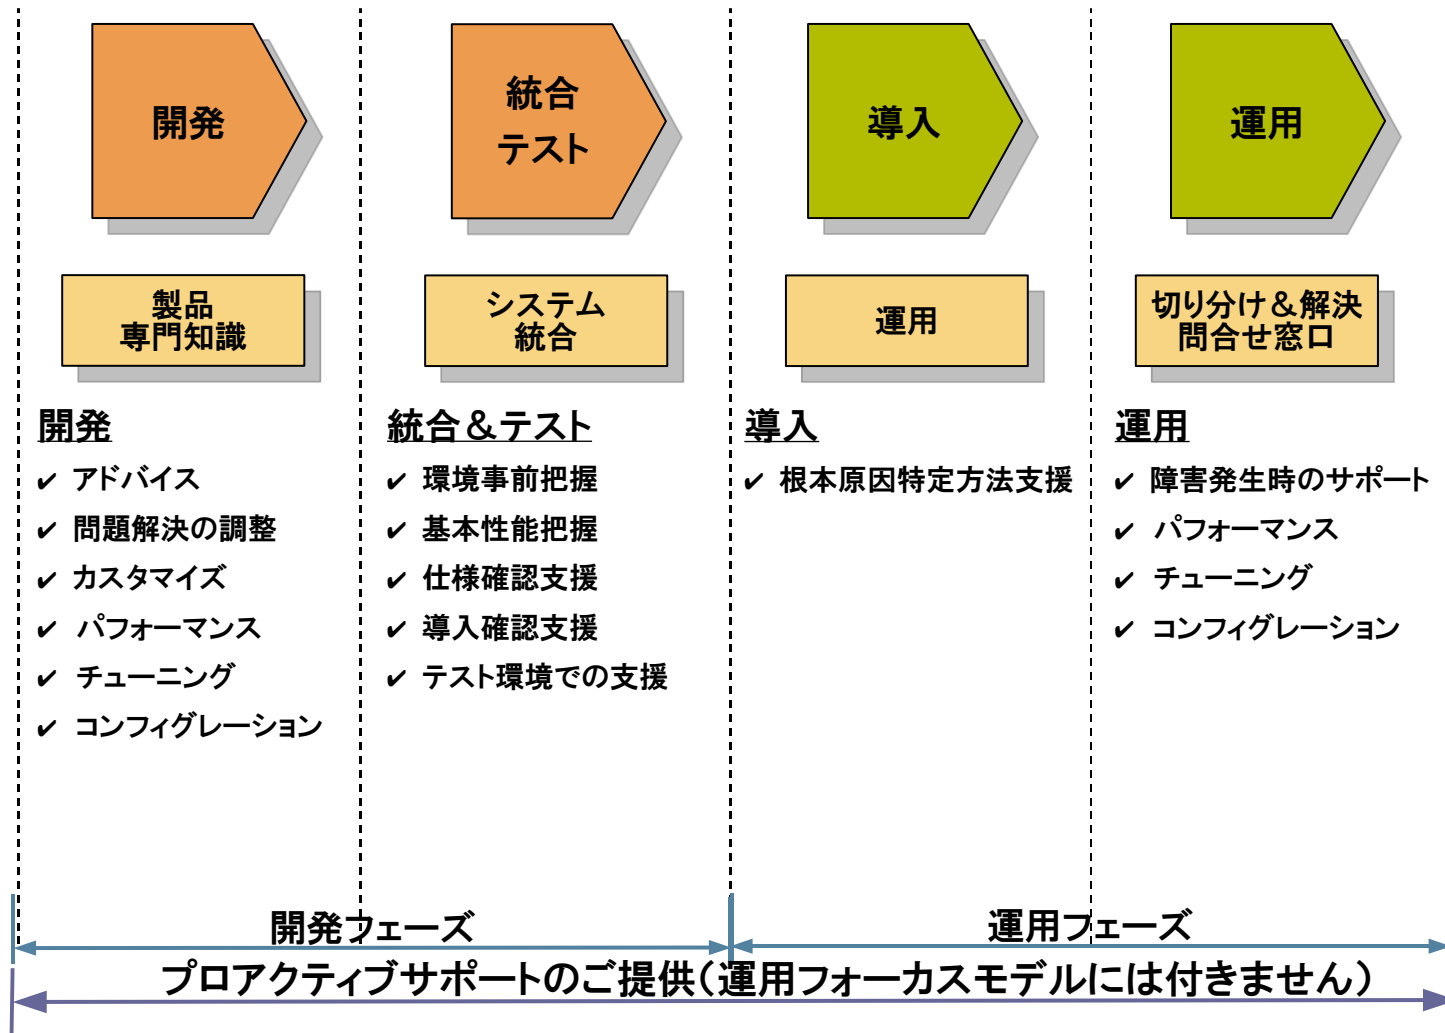 開発
統合
テスト
導入
運用
製品
専門知識
システム
統合
運用
切り分け＆解決
問合せ窓口
開発
✔ アドバイス
✔ 問題解決の調整
✔ カスタマイズ
✔ パフォーマンス
✔ チューニング
✔ コンフィグレーション
統合＆テスト
✔ 環境事前把握
✔ 基本性能把握
✔ 仕様確認支援
✔ 導入確認支援
✔ テスト環境での支援
導入
✔ 根本原因特定方法支援
運用
✔ 障害発生時のサポート
✔ パフォーマンス
✔ チューニング
✔ コンフィグレーション
開発フェーズ
運用フェーズ
プロアクティブサポートのご提供（運用フォーカスモデルには付きません）